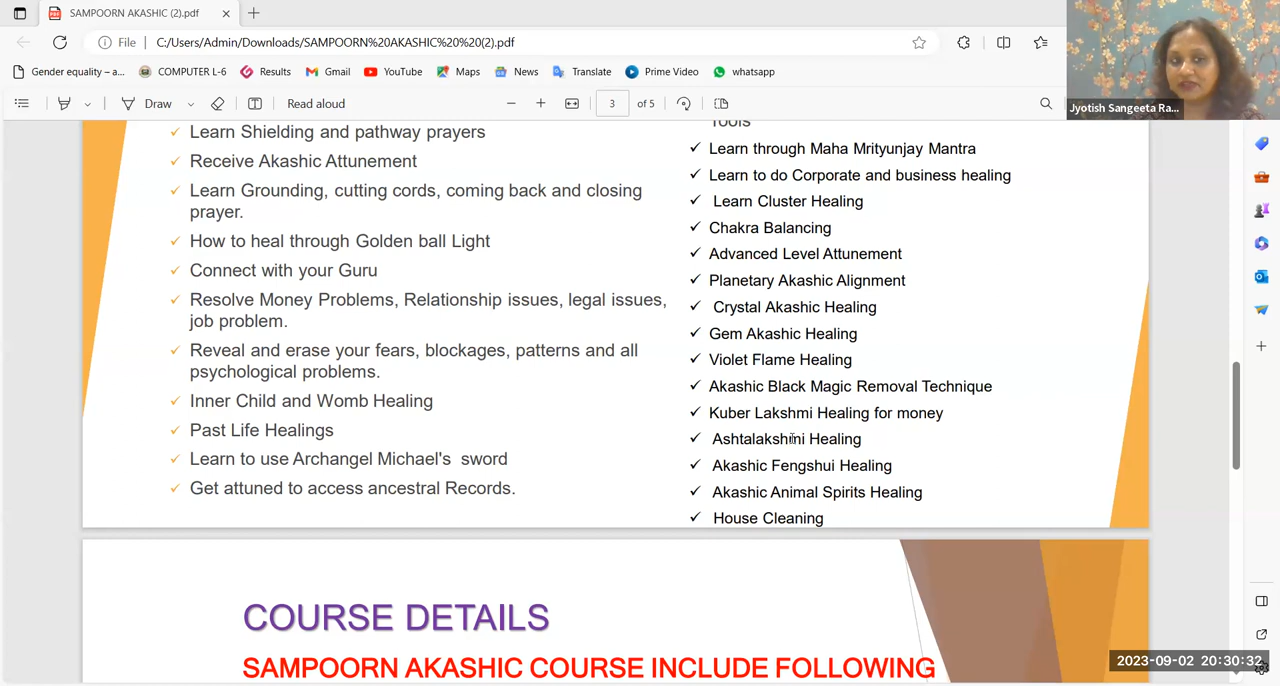 SAMPOORN AKASHIC (2).pdf
File
C:/Users/Admin/Downloads/SAMPOORN%20AKASHIC%20%20(2).pdf
Gender equality – a...
COMPUTER L-6
Results
Gmail
YouTube
Maps
News
Translate
Prime Video
whatsapp
Draw
Read aloud
3
of 5
Jyotish Sangeeta Ra...
Learn Shielding and pathway prayers
Receive Akashic Attunement
Learn Grounding, cutting cords, coming back and closing
prayer.
How to heal through Golden ball Light
Connect with your Guru
Resolve Money Problems, Relationship issues, legal issues,
job problem.
Reveal and erase your fears, blockages, patterns and all
psychological problems.
Inner Child and Womb Healing
Past Life Healings
Learn to use Archangel Michael's sword
Get attuned to access ancestral Records.
Tools
Learn through Maha Mrityunjay Mantra
Learn to do Corporate and business healing
Learn Cluster Healing
Chakra Balancing
Advanced Level Attunement
Planetary Akashic Alignment
Crystal Akashic Healing
Gem Akashic Healing
Violet Flame Healing
Akashic Black Magic Removal Technique
Kuber Lakshmi Healing for money
Ashtalakshmi Healing
Akashic Fengshui Healing
Akashic Animal Spirits Healing
House Cleaning
COURSE DETAILS
SAMPOORN AKASHIC COURSE INCLUDE FOLLOWING
2023-09-02 20:30:32